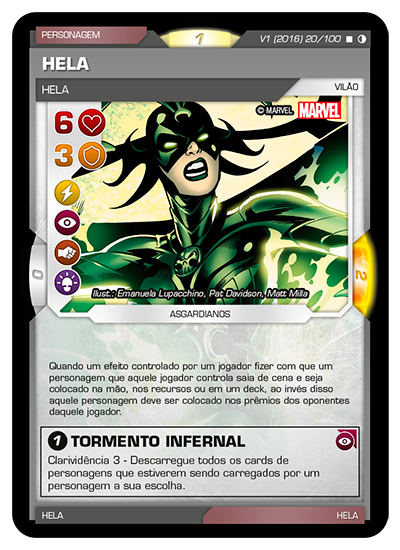 PERSONAGEM
1
V1 (2016) 20/100
HELA
HELA
VILÃO
© MARVEL MARVEL
6
3
0
2
Ilust.: Emanuela Lupacchino, Pat Davidson, Matt Milla
ASGARDIANOS
Quando um efeito controlado por um jogador fizer com que um
personagem que aquele jogador controla saia de cena e seja
colocado na mão, nos recursos ou em um deck, ao invés disso
aquele personagem deve ser colocado nos prêmios dos oponentes
daquele jogador.
1 TORMENTO INFERNAL
Clarividência 3 - Descarregue todos os cards de
personagens que estiverem sendo carregados por um
personagem a sua escolha.
HELA
HELA